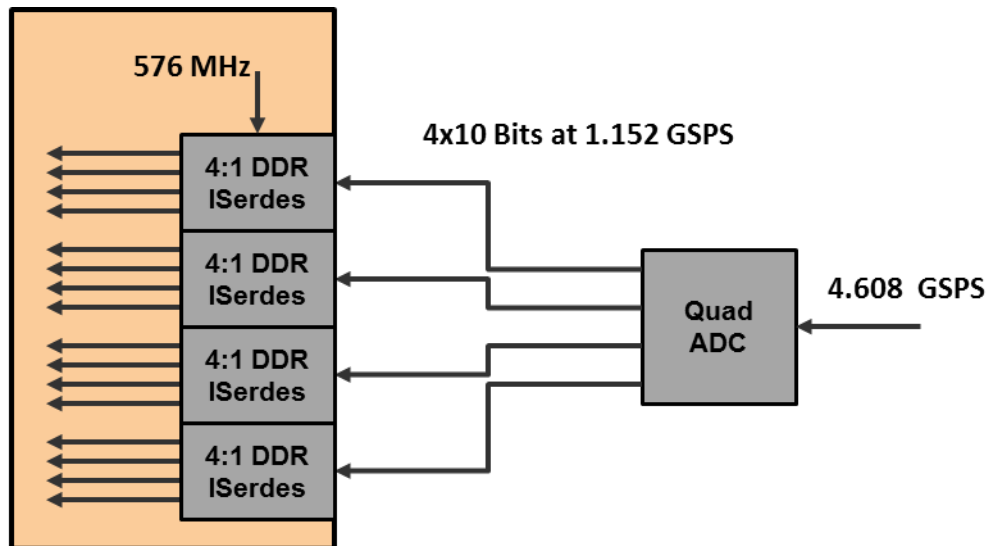 576 MHz
4x10 Bits at 1.152 GSPS
4:1 DDR
ISerdes
4:1 DDR
ISerdes
4:1 DDR
ISerdes
4:1 DDR
ISerdes
Quad
ADC
4.608 GSPS